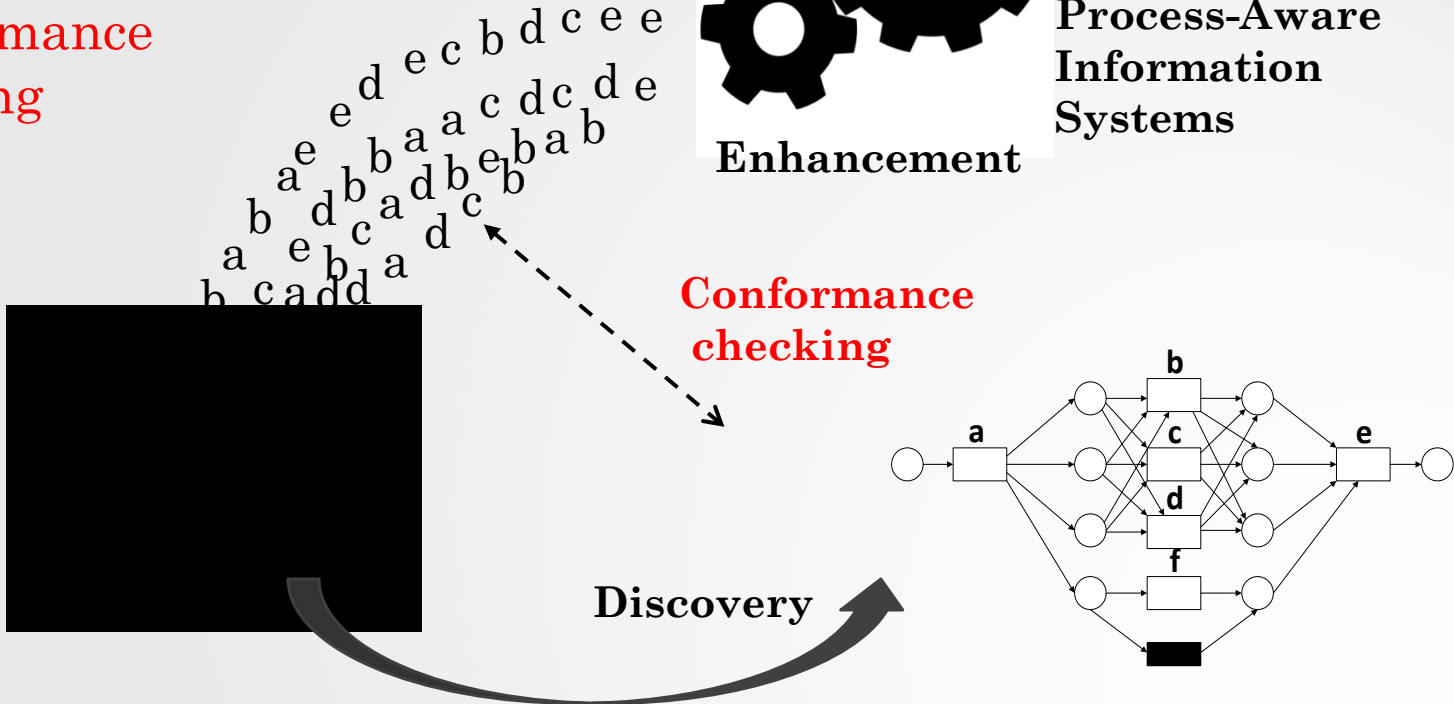 mance
ng
Process-Aware
Information
Systems
Enhancement
e d e c b d c e e
a e b b a a c d c d e
b d b c a d b e b a b
a e b a d c b
b c a d d
Conformance
checking
b
a
c
e
d
f
Discovery